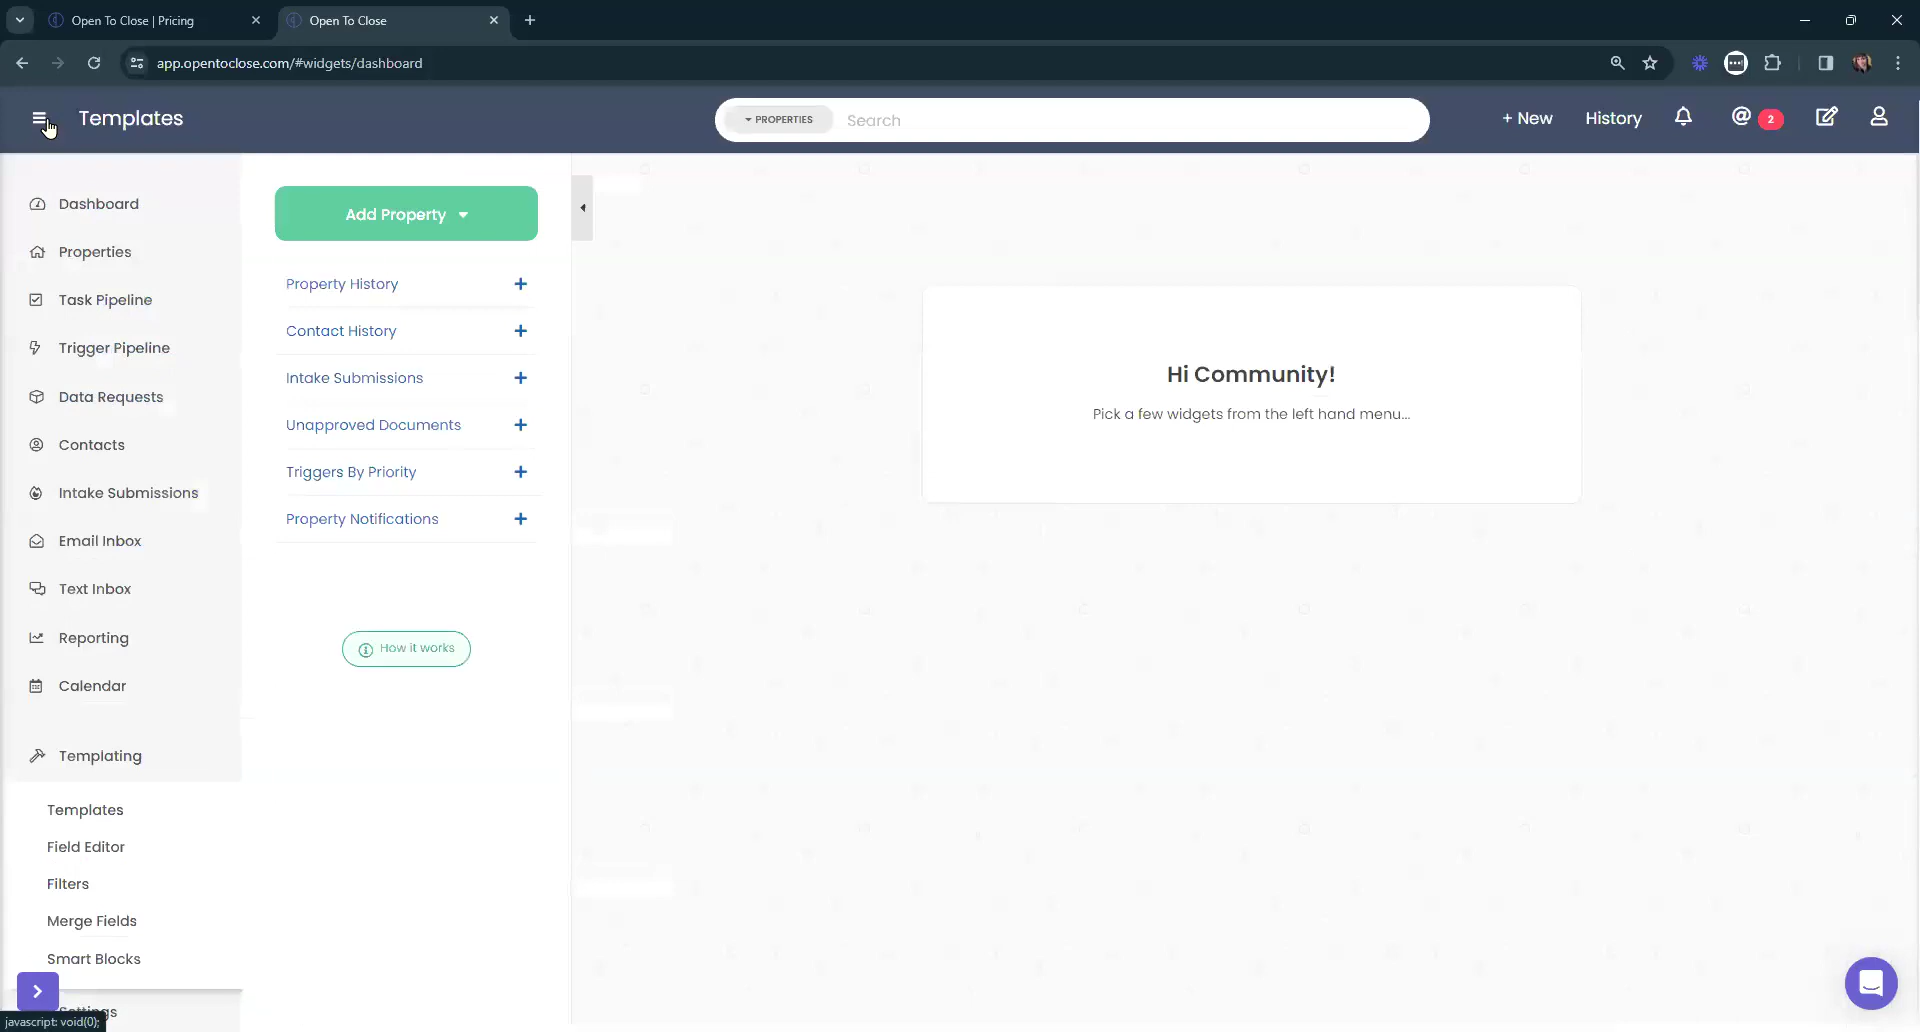 Open To Close | Pricing
Open To Close
app.opentoclose.com/#widgets/dashboard
Templates
PROPERTIES
Search
+ New
History
@ 2
Dashboard
Properties
Task Pipeline
Trigger Pipeline
Data Requests
Contacts
Intake Submissions
Email Inbox
Text Inbox
Reporting
Calendar
Templating
Templates
Field Editor
Filters
Merge Fields
Smart Blocks
Settings
javascript: void(0);
Add Property
Property History
Contact History
Intake Submissions
Unapproved Documents
Triggers By Priority
Property Notifications
How it works
Hi Community!
Pick a few widgets from the left hand menu...